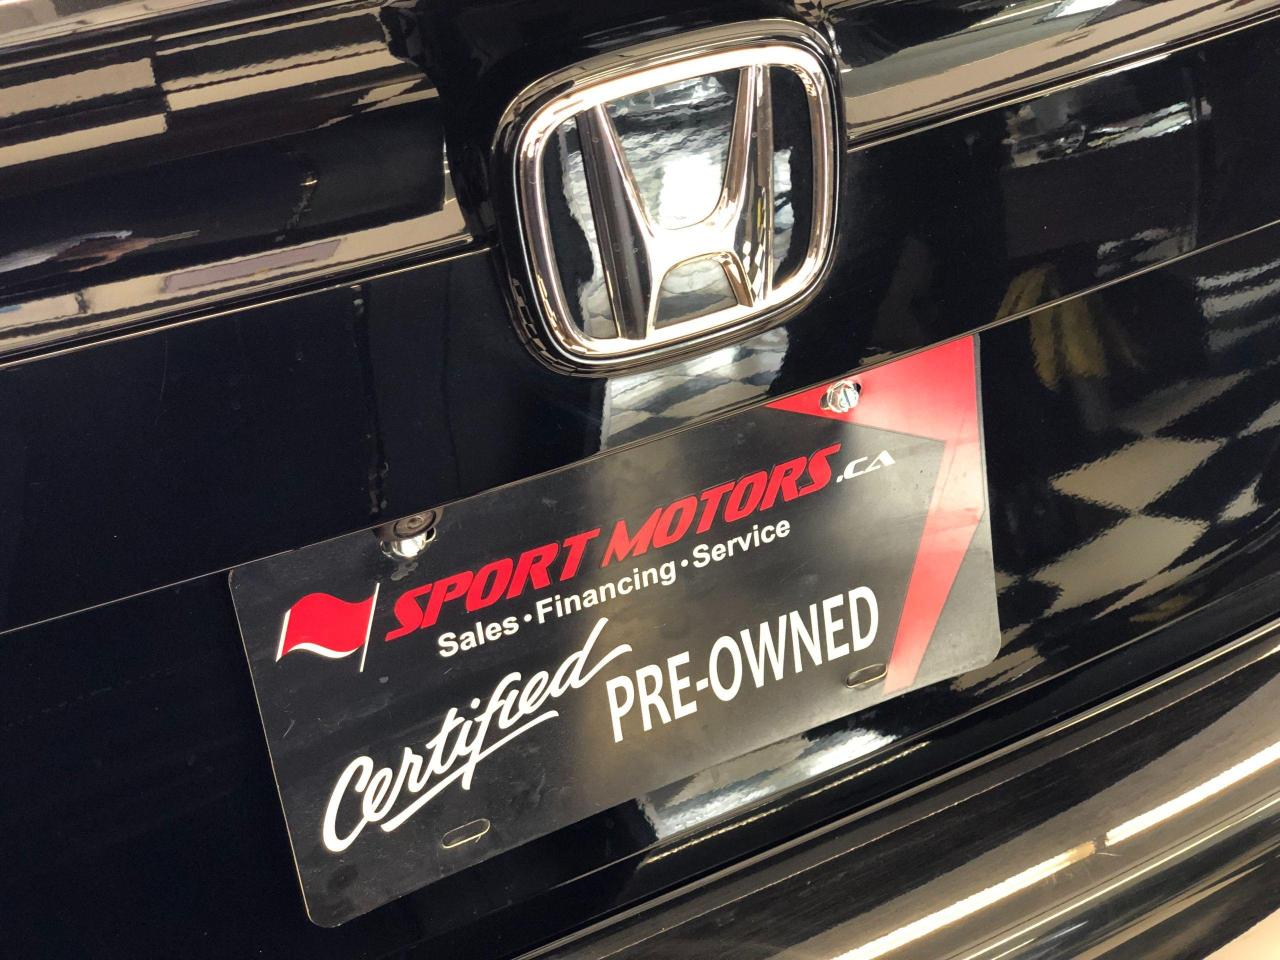 SPORT MOTORS.CA
Sales · Financing · Service
Certified PRE-OWNED